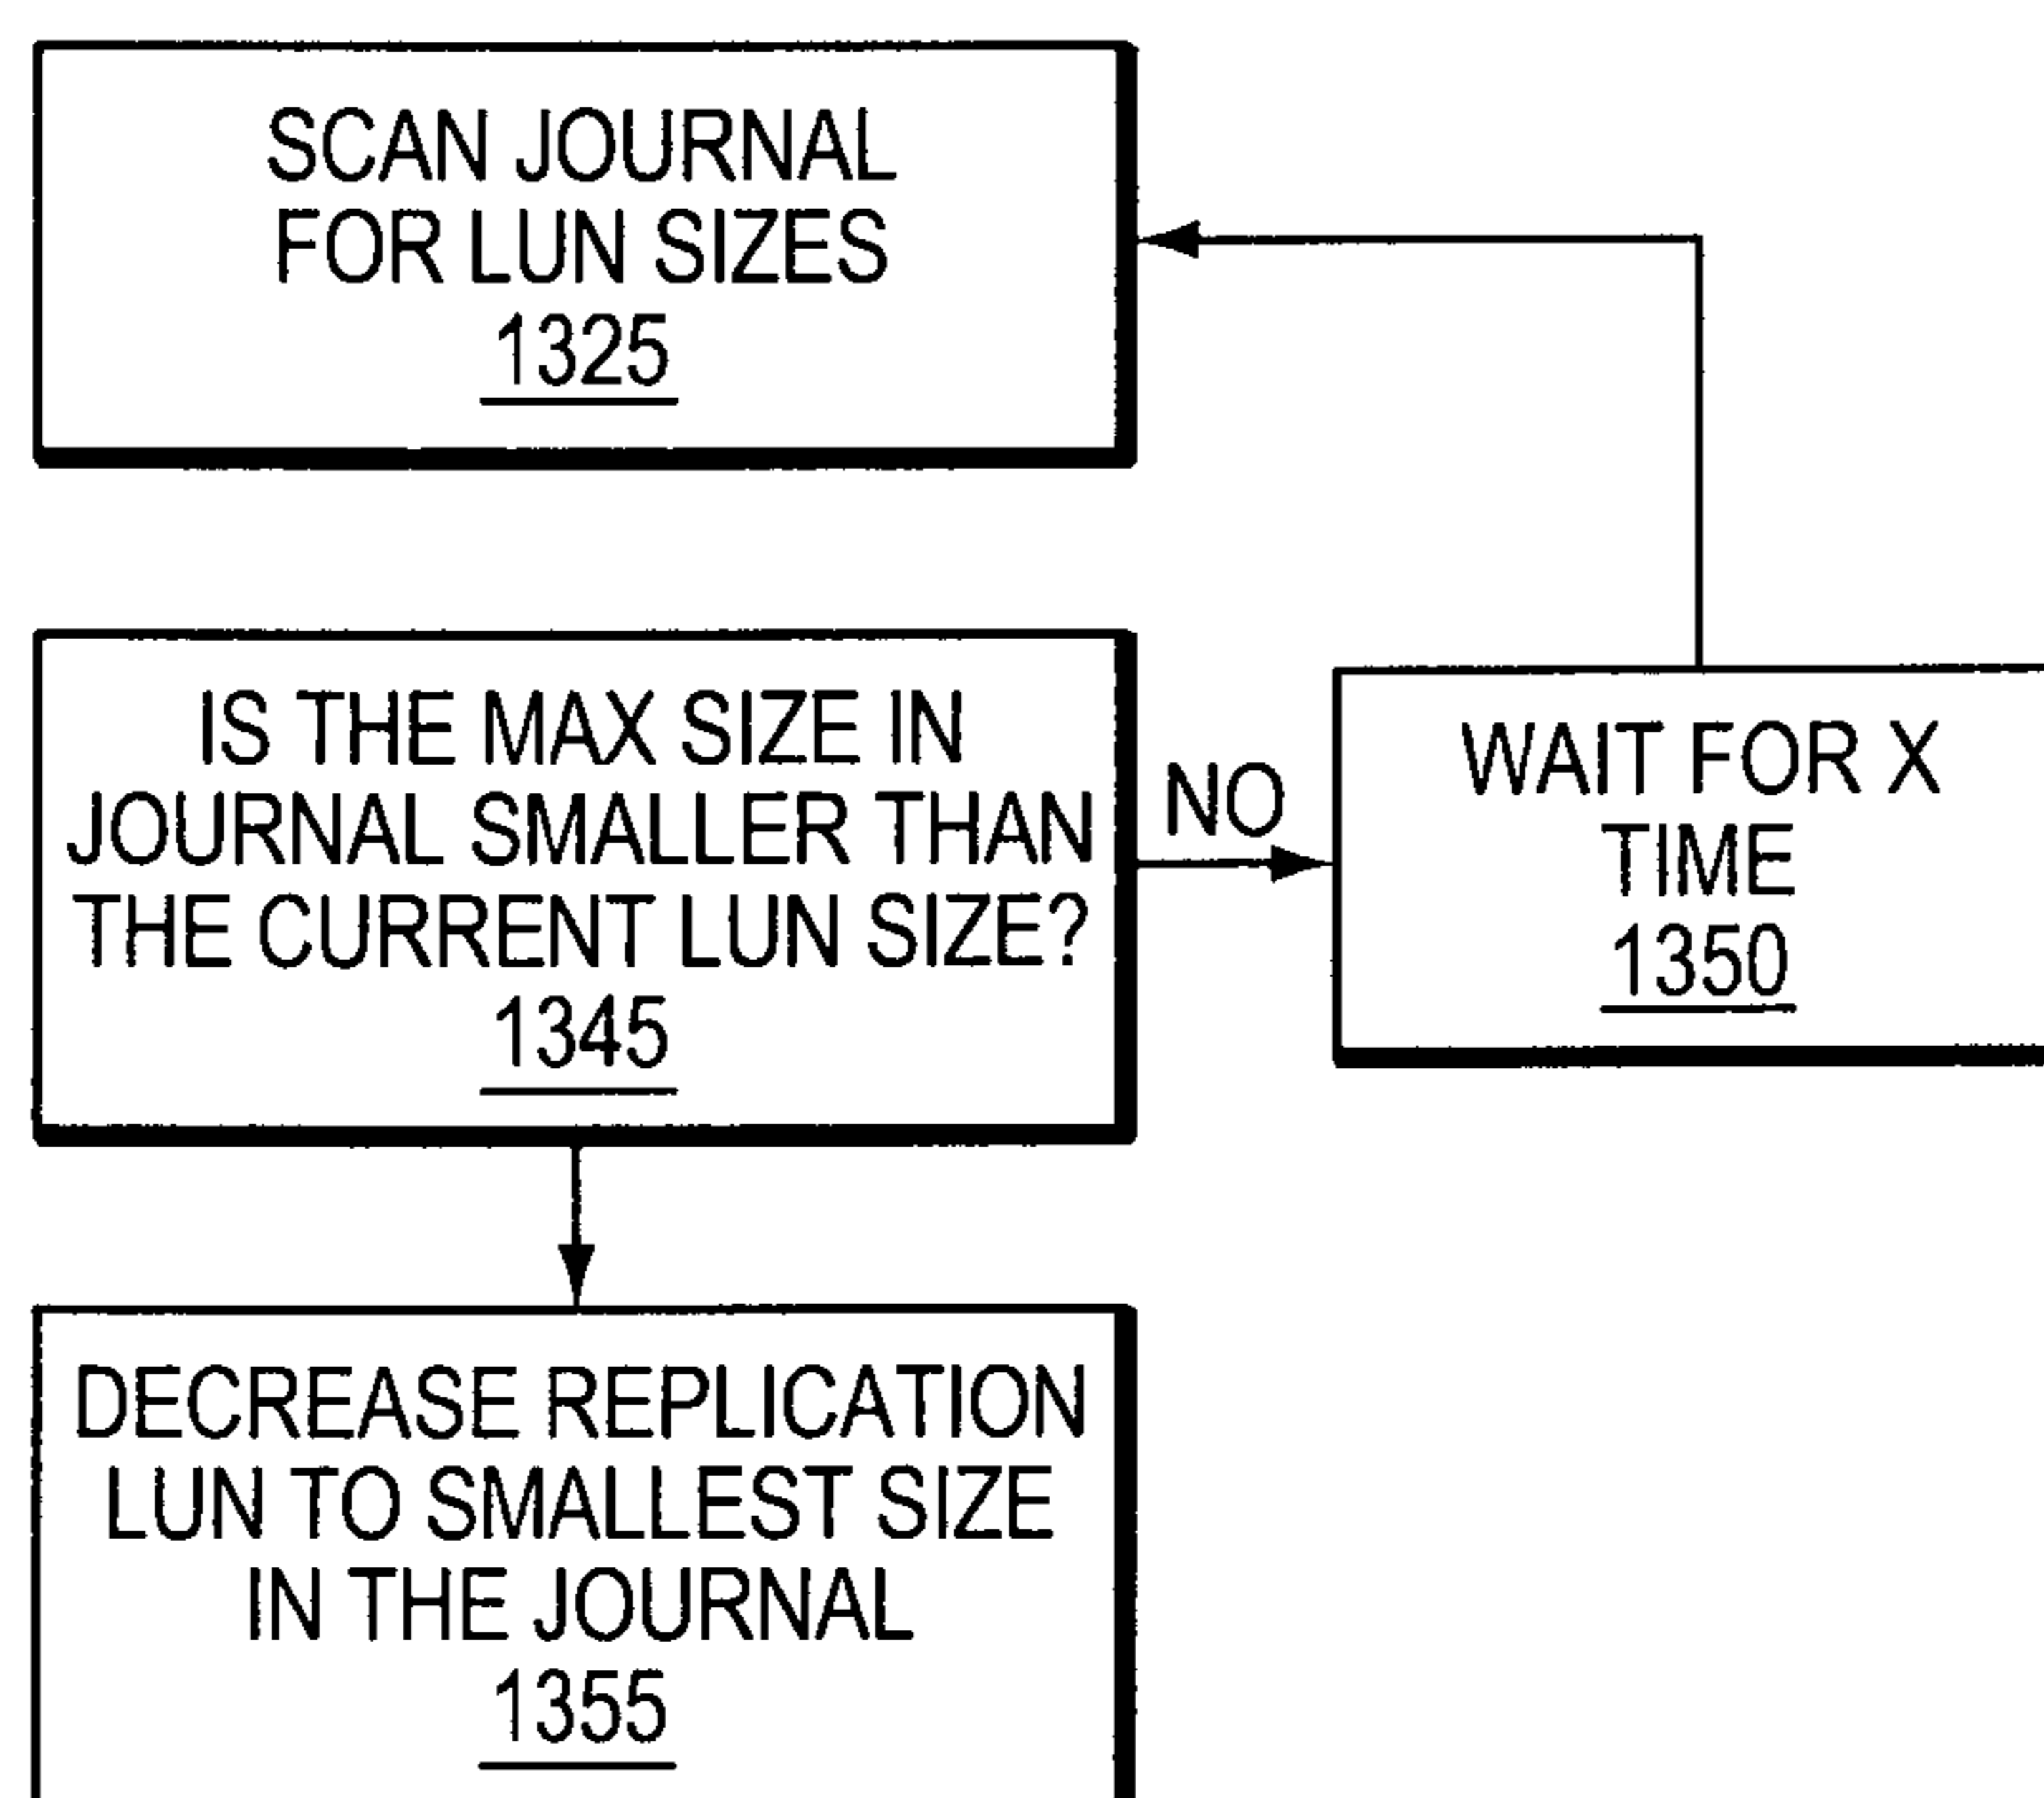 SCAN JOURNAL
FOR LUN SIZES
1325
IS THE MAX SIZE IN
JOURNAL SMALLER THAN
THE CURRENT LUN SIZE?
1345
NO
WAIT FOR X
TIME
1350
DECREASE REPLICATION
LUN TO SMALLEST SIZE
IN THE JOURNAL
1355